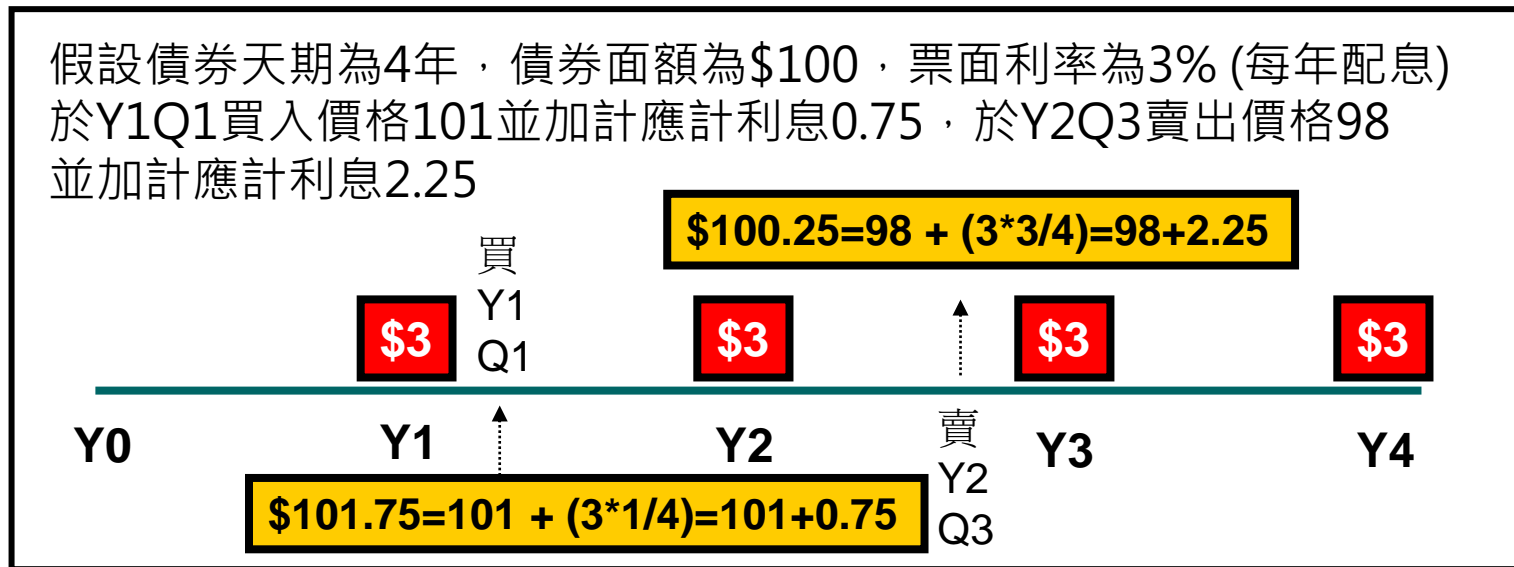 假設債券天期為4年，債券面額為$100，票面利率為3% (每年配息)
於Y1Q1買入價格101並加計應計利息0.75，於Y2Q3賣出價格98
並加計應計利息2.25
$100.25=98 + (3*3/4)=98+2.25
買
Y1
Q1
$3
$3
$3
$3
Y0
Y1
Y2
Y3
Y4
賣
Y2
Q3
$101.75=101 + (3*1/4)=101+0.75